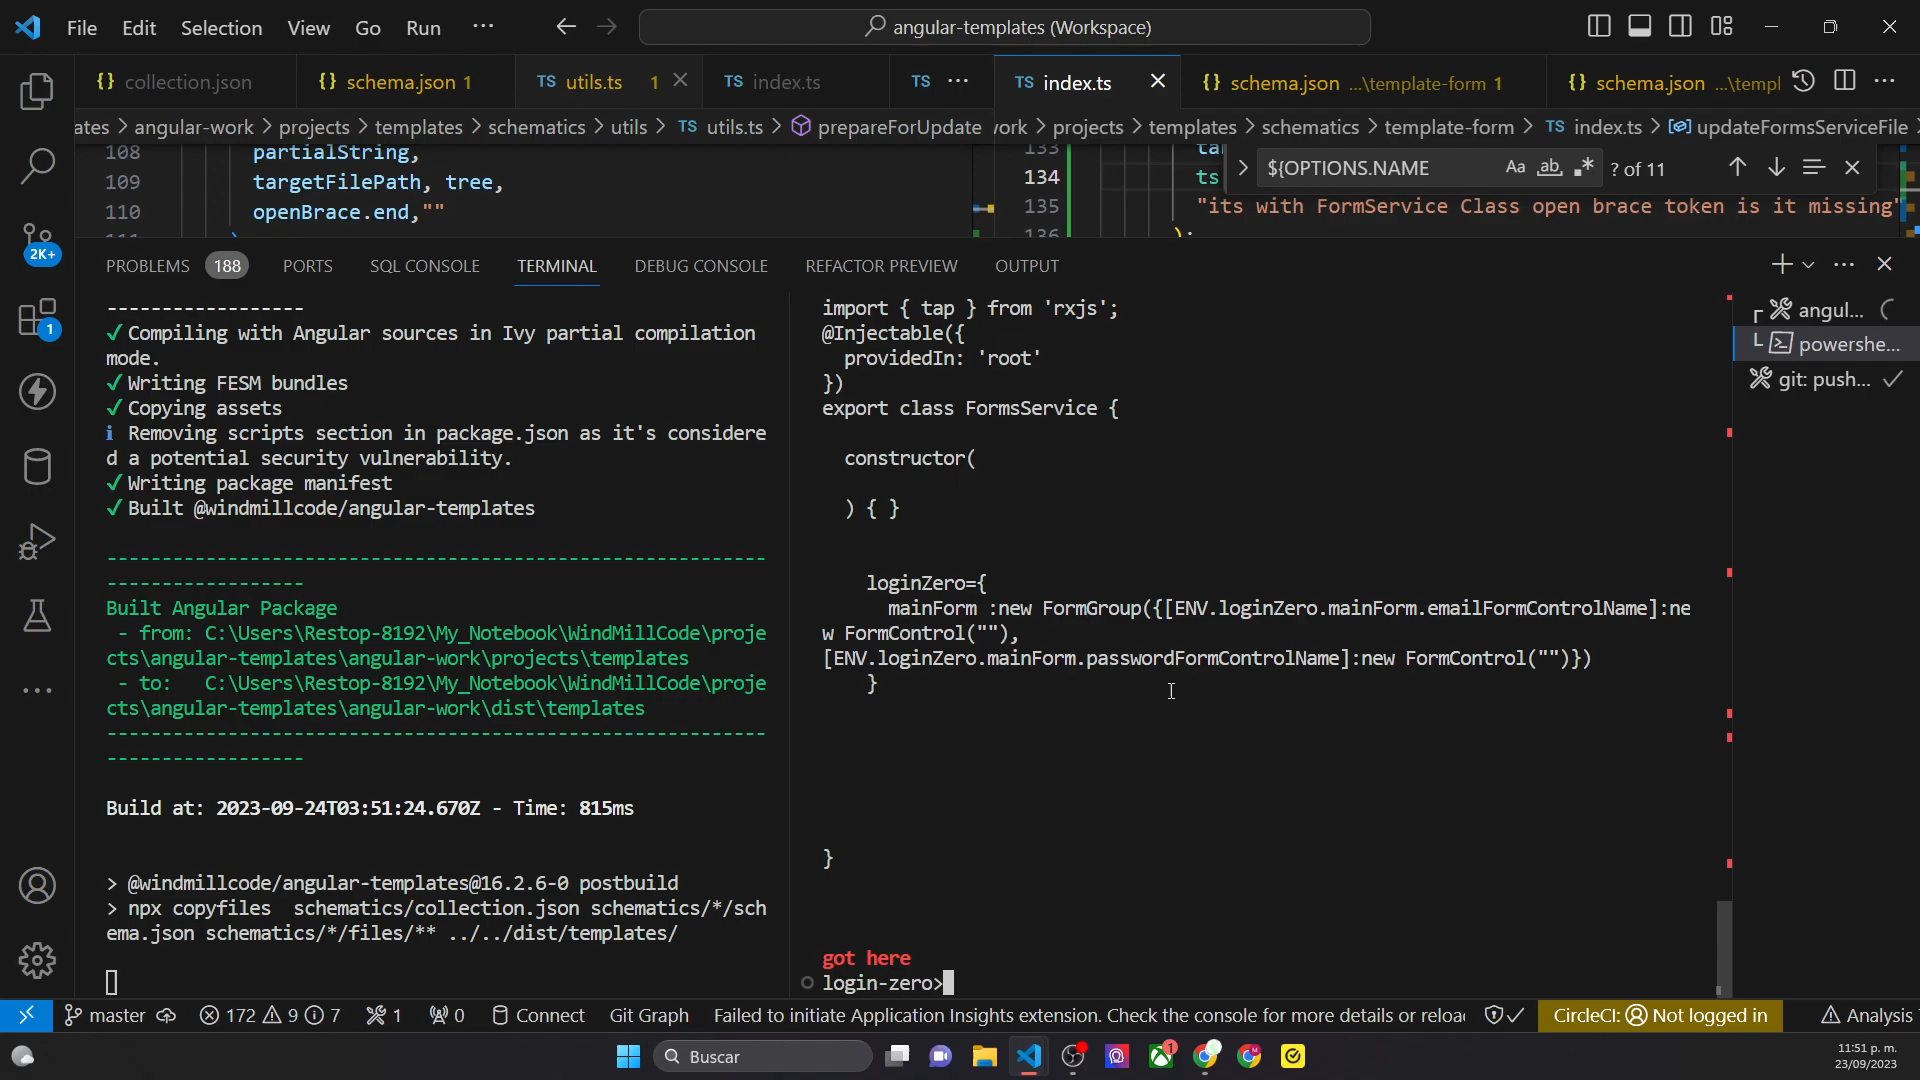 File Edit Selection View Go Run ···
angular-templates (Workspace)
{} collection.json
{} schema.json 1
TS utils.ts 1
TS index.ts
TS ···
TS index.ts
{} schema.json ...\template-form 1
{} schema.json ...\templ
ates > angular-work > projects > templates > schematics > utils > TS utils.ts > prepareForUpdate
work > projects > templates > schematics > template-form > TS index.ts > updateFormsServiceFile
108 partialString,
109 targetFilePath, tree,
110 openBrace.end,""
133 ta
134 ts
135 "its with FormService Class open brace token is it missing"
136 );
${OPTIONS.NAME Aa ab ? of 11
PROBLEMS 188 PORTS SQL CONSOLE TERMINAL DEBUG CONSOLE REFACTOR PREVIEW OUTPUT
------------------
✓ Compiling with Angular sources in Ivy partial compilation
mode.
✓ Writing FESM bundles
✓ Copying assets
i Removing scripts section in package.json as it's considere
d a potential security vulnerability.
✓ Writing package manifest
✓ Built @windmillcode/angular-templates
------------------------------------------------------------
------------------
Built Angular Package
- from: C:\Users\Restop-8192\My_Notebook\WindMillCode\proje
cts\angular-templates\angular-work\projects\templates
- to:   C:\Users\Restop-8192\My_Notebook\WindMillCode\proje
cts\angular-templates\angular-work\dist\templates
------------------------------------------------------------
------------------
Build at: 2023-09-24T03:51:24.670Z - Time: 815ms
> @windmillcode/angular-templates@16.2.6-0 postbuild
> npx copyfiles  schematics/collection.json schematics/*/sch
ema.json schematics/*/files/** ../../dist/templates/
import { tap } from 'rxjs';
@Injectable({
providedIn: 'root'
})
export class FormsService {
constructor(
) { }
loginZero={
mainForm :new FormGroup({[ENV.loginZero.mainForm.emailFormControlName]:ne
w FormControl(""),
[ENV.loginZero.mainForm.passwordFormControlName]:new FormControl("")})
}
}
got here
login-zero>
angul...
powershe...
git: push...
2K+
1
master 172 9 7 1 0 Connect Git Graph Failed to initiate Application Insights extension. Check the console for more details or reloa CircleCI: Not logged in Analysis
Buscar
1
11:51 p. m.
23/09/2023